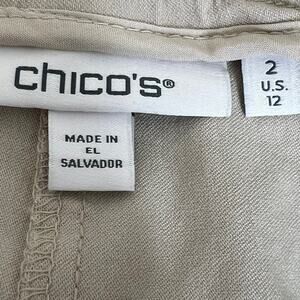 chico's®
2
U.S.
12
MADE IN
EL
SALVADOR